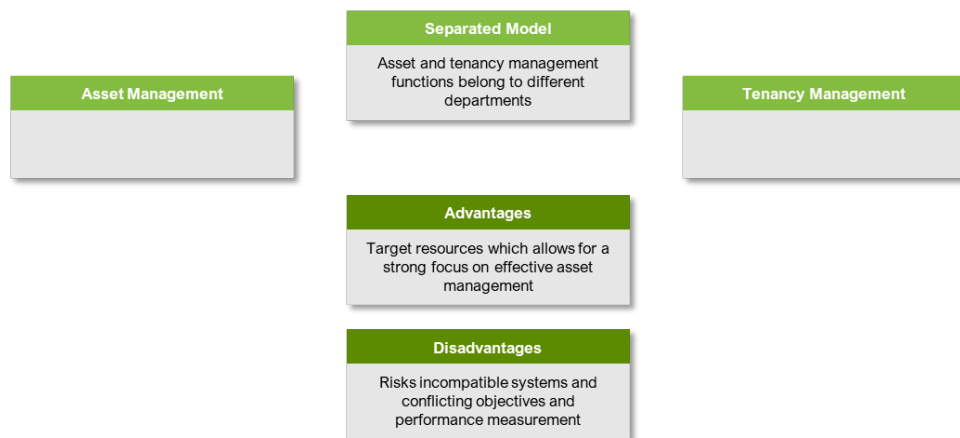 Separated Model
Asset and tenancy management
functions belong to different
departments
Asset Management
Tenancy Management
Advantages
Target resources which allows for a
strong focus on effective asset
management
Disadvantages
Risks incompatible systems and
conflicting objectives and
performance measurement